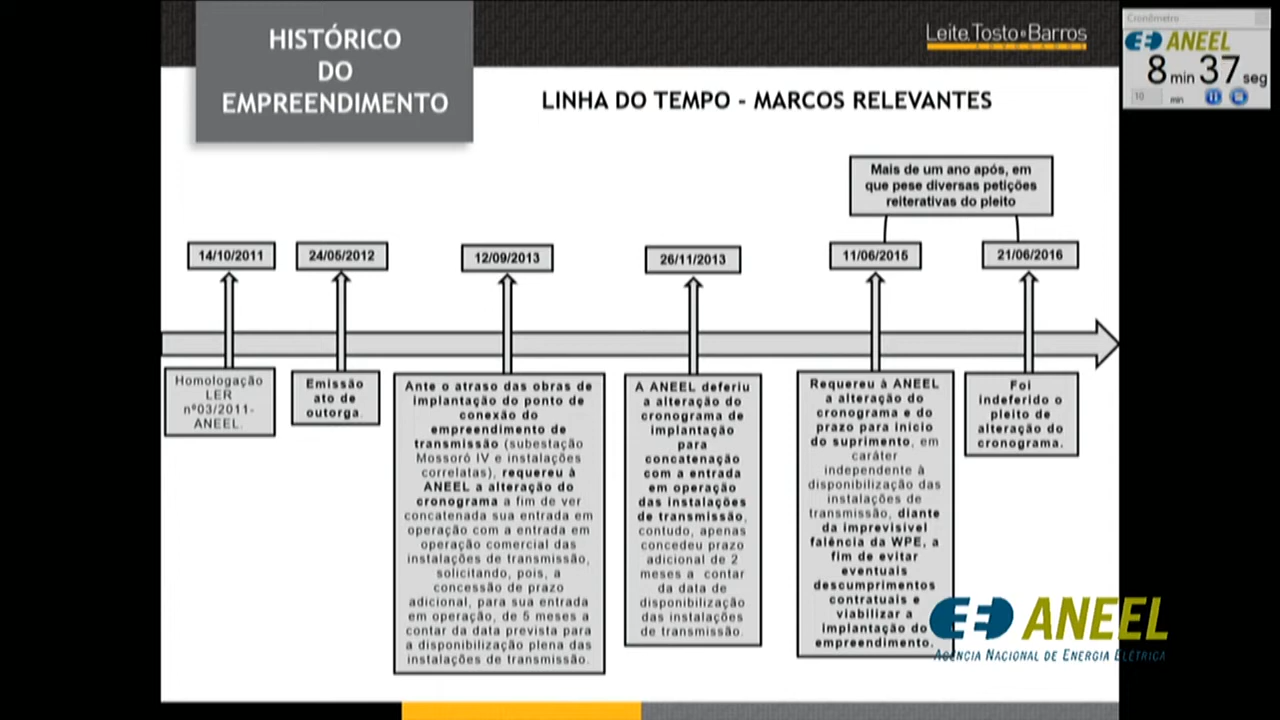 HISTÓRICO
DO
EMPREENDIMENTO
Leite, Tosto e Barros
ADVOGADOS
Cronômetro
ANEEL
8 min 37 seg
10 min
LINHA DO TEMPO - MARCOS RELEVANTES
Mais de um ano após, em
que pese diversas petições
reiterativas do pleito
14/10/2011
24/05/2012
12/09/2013
26/11/2013
11/06/2015
21/06/2016
Homologação
LER
nº03/2011-
ANEEL.
Emissão
ato de
outorga.
Ante o atraso das obras de
implantação do ponto de
conexão do
empreendimento de
transmissão (subestação
Mossoró IV e instalações
correlatas), requereu à
ANEEL a alteração do
cronograma a fim de ver
concatenada sua entrada em
operação com a entrada em
operação comercial das
instalações de transmissão,
solicitando, pois, a
concessão de prazo
adicional, para sua entrada
em operação, de 5 meses a
contar da data prevista para
a disponibilização plena das
instalações de transmissão.
A ANEEL deferiu
a alteração do
cronograma de
implantação
para
concatenação
com a entrada
em operação
das instalações
de transmissão,
contudo, apenas
concedeu prazo
adicional de 2
meses a contar
da data de
disponibilização
das instalações
de transmissão.
Requereu à ANEEL
a alteração do
cronograma e do
prazo para início
do suprimento, em
caráter
independente à
disponibilização das
instalações de
transmissão, diante
da imprevisível
falência da WPE, a
fim de evitar
eventuais
descumprimentos
contratuais e
viabilizar a
implantação do
empreendimento.
Foi
indeferido o
pleito de
alteração do
cronograma.
ANEEL
AGÊNCIA NACIONAL DE ENERGIA ELÉTRICA